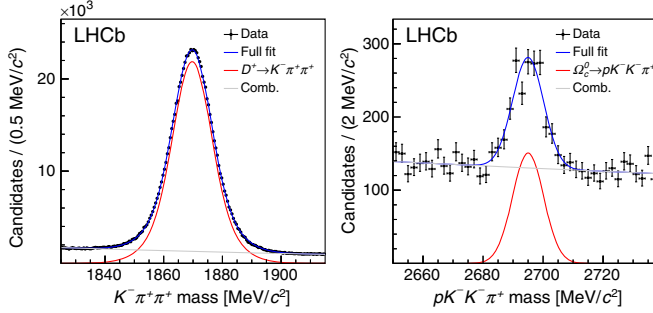 ×10³
LHCb
Data
Full fit
D⁺→K⁻π⁺π⁺
Comb.
Candidates / (0.5 MeV/c²)
20
10
1840 1860 1880 1900
K⁻π⁺π⁺ mass [MeV/c²]
LHCb
Data
Full fit
Ω⁰c→pK⁻K⁻π⁺
Comb.
Candidates / (2 MeV/c²)
300
200
100
2660 2680 2700 2720
pK⁻K⁻π⁺ mass [MeV/c²]